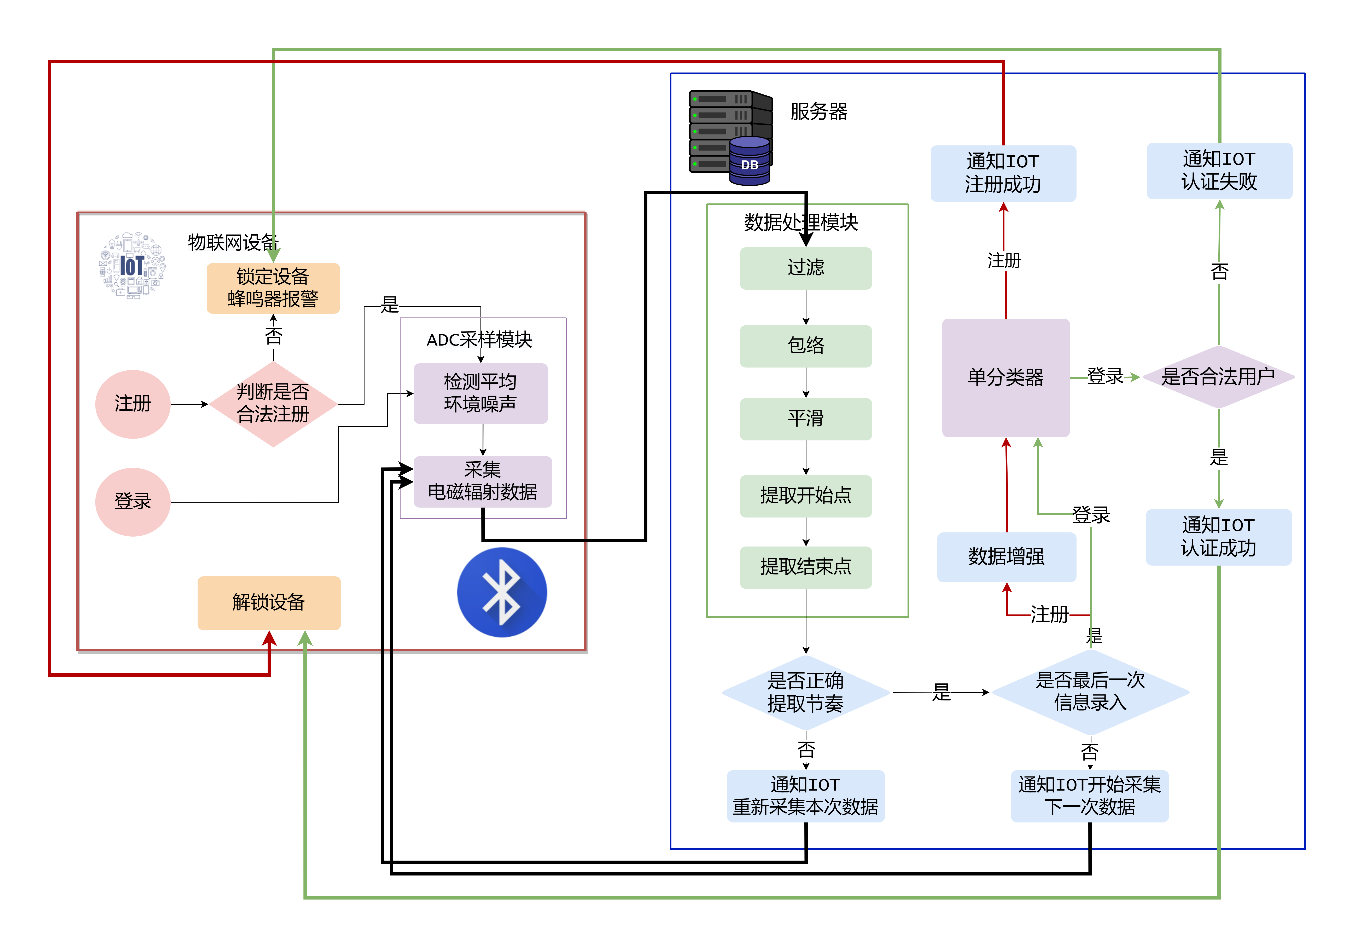 服务器
DB
通知IOT
注册成功
通知IOT
认证失败
物联网设备
IoT
锁定设备
蜂鸣器报警
否
是
注册
判断是否
合法注册
登录
ADC采样模块
检测平均
环境噪声
采集
电磁辐射数据
解锁设备
数据处理模块
过滤
包络
平滑
提取开始点
提取结束点
是否正确
提取节奏
否
是
通知IOT
重新采集本次数据
是否最后一次
信息录入
否
通知IOT开始采集
下一次数据
是
注册
登录
数据增强
单分类器
注册
登录
是否合法用户
否
是
通知IOT
认证成功